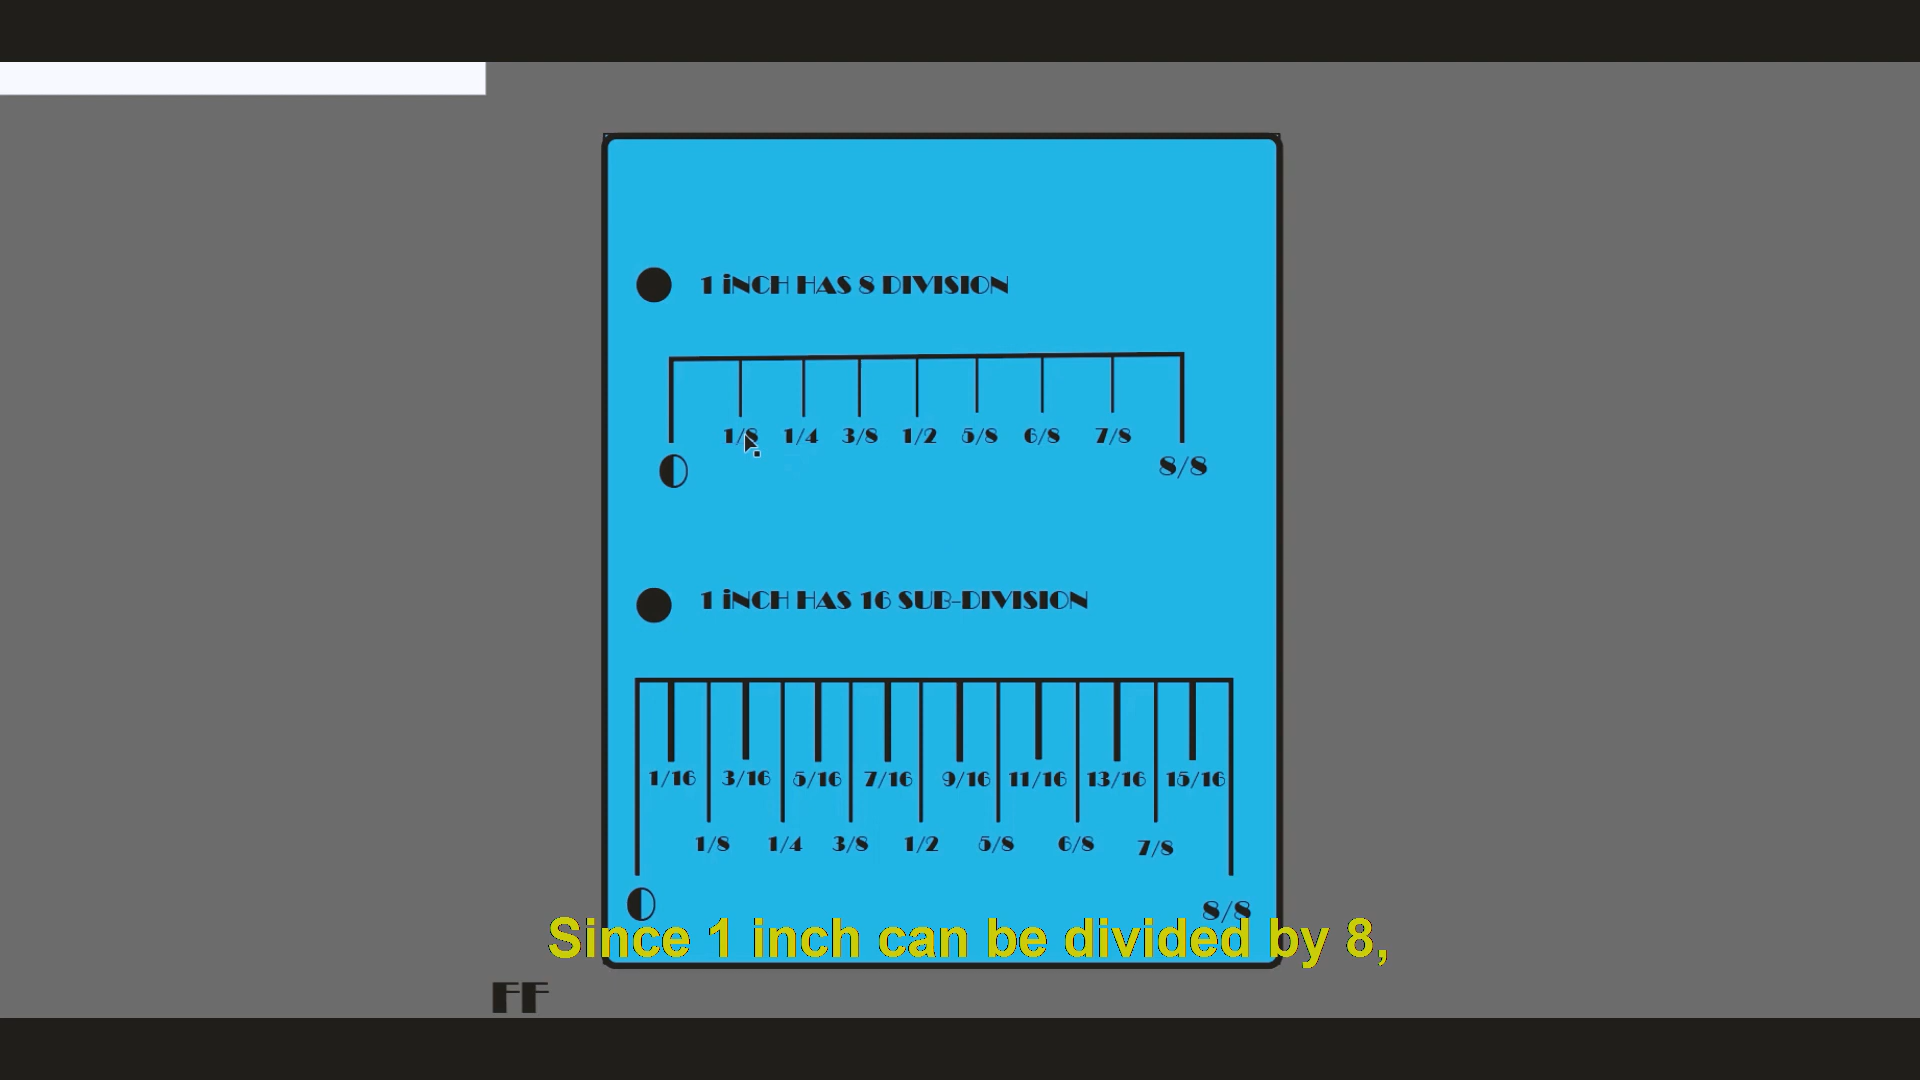 1 iNCH HAS 8 DIVISION
1/8 1/4 3/8 1/2 5/8 6/8 7/8
0 8/8
1 iNCH HAS 16 SUB-DIVISION
1/16 3/16 5/16 7/16 9/16 11/16 13/16 15/16
1/8 1/4 3/8 1/2 5/8 6/8 7/8
0 8/8
Since 1 inch can be divided by 8,
FF